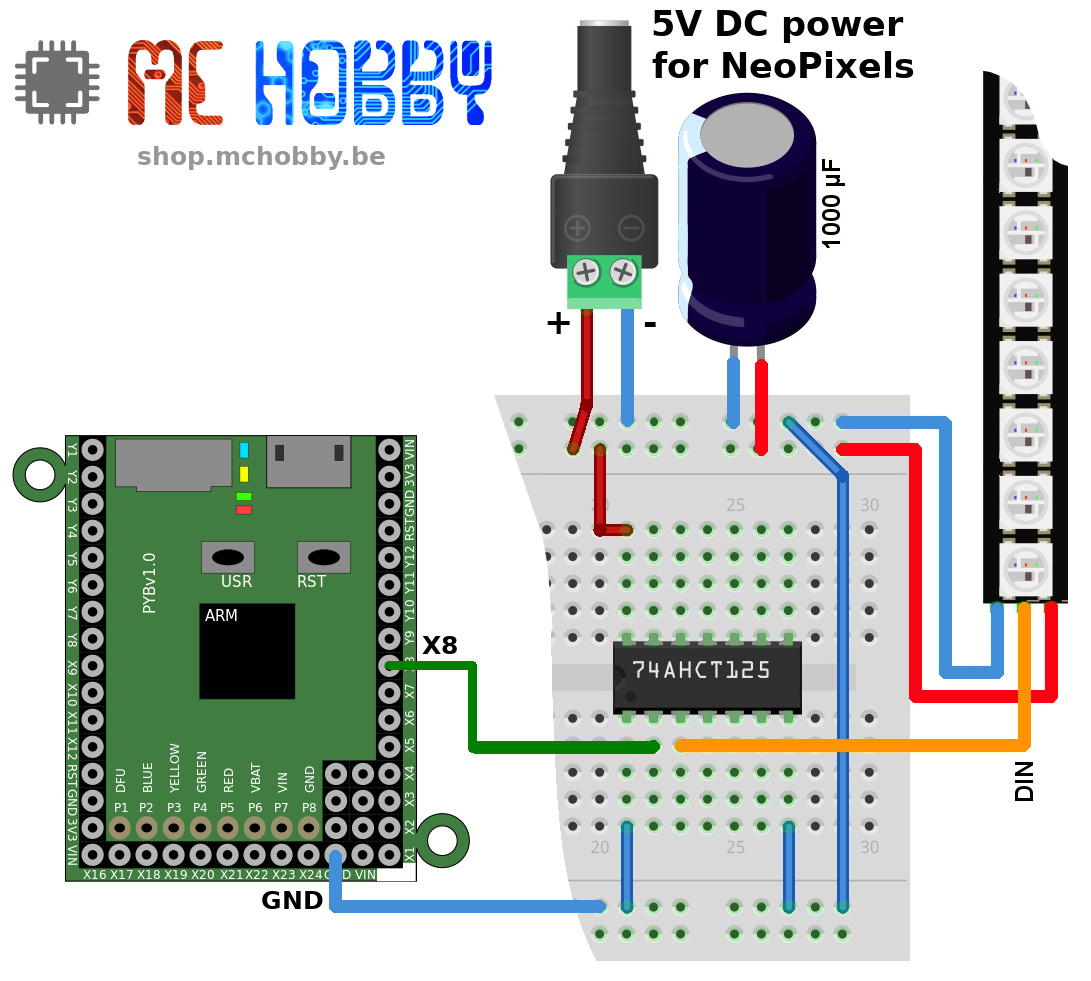 MC HOBBY
shop.mchobby.be
5V DC power
for NeoPixels
1000 µF
+
-
Y1
Y2
Y3
Y4
Y5
Y6
Y7
Y8
X9
X10
X11
X12
RST
GND
3V3
VIN
VIN
3V3
GND
RST
Y12
Y11
Y10
Y9
X7
X6
X5
X4
X3
X2
X1
PYBv1.0
USR
RST
ARM
X8
DFU
BLUE
YELLOW
GREEN
RED
VBAT
VIN
GND
P1 P2 P3 P4 P5 P6 P7 P8
X16 X17 X18 X19 X20 X21 X22 X23 X24 GND VIN
GND
20 25 30
74AHCT125
20 25 30
DIN